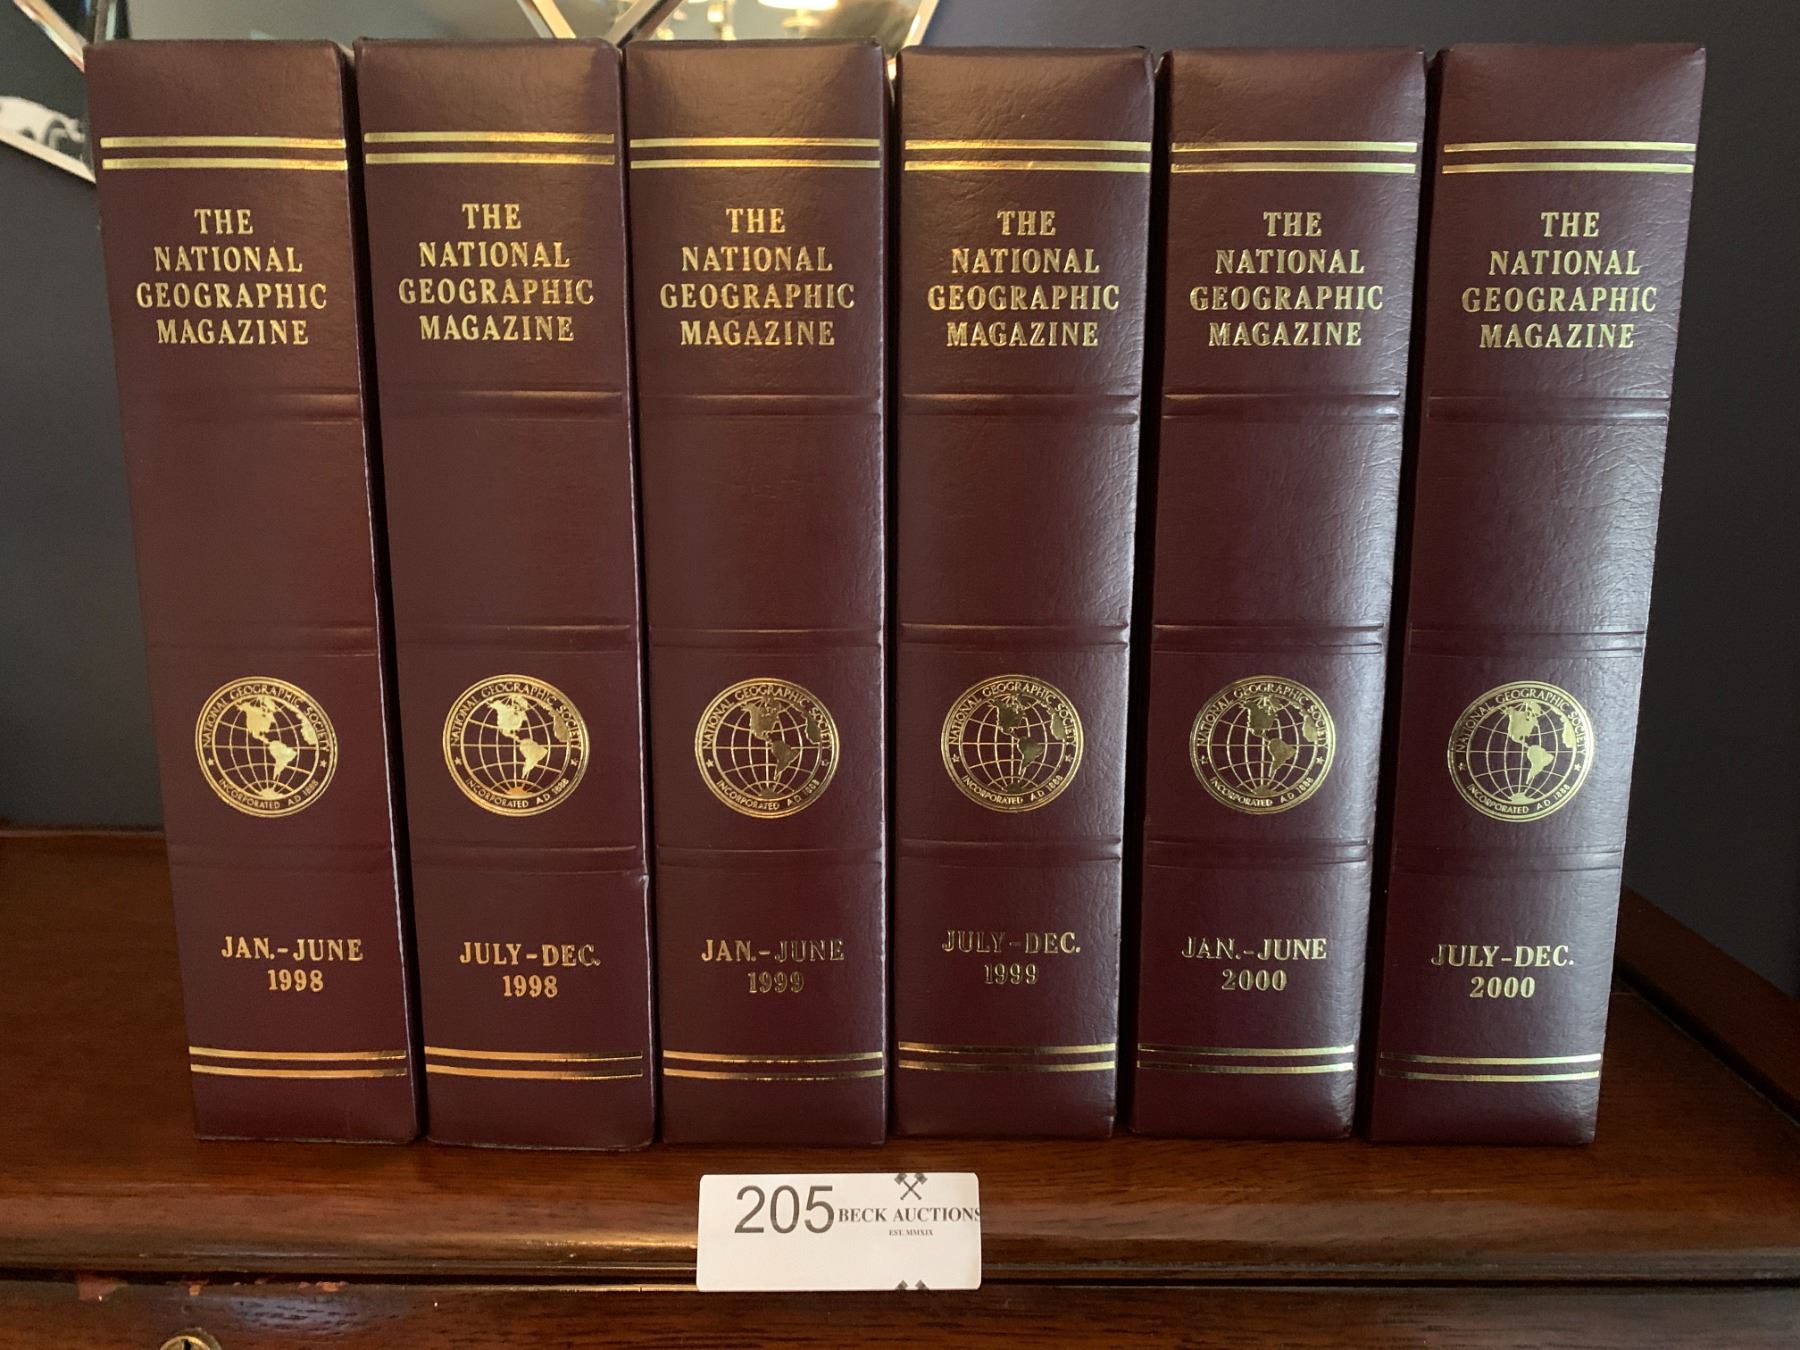 THE
NATIONAL
GEOGRAPHIC
MAGAZINE
NATIONAL GEOGRAPHIC SOCIETY
INCORPORATED A.D. 1888
JAN.-JUNE
1998
THE
NATIONAL
GEOGRAPHIC
MAGAZINE
NATIONAL GEOGRAPHIC SOCIETY
INCORPORATED A.D. 1888
JULY-DEC.
1998
THE
NATIONAL
GEOGRAPHIC
MAGAZINE
NATIONAL GEOGRAPHIC SOCIETY
INCORPORATED A.D. 1888
JAN.-JUNE
1999
THE
NATIONAL
GEOGRAPHIC
MAGAZINE
NATIONAL GEOGRAPHIC SOCIETY
INCORPORATED A.D. 1888
JULY-DEC.
1999
THE
NATIONAL
GEOGRAPHIC
MAGAZINE
NATIONAL GEOGRAPHIC SOCIETY
INCORPORATED A.D. 1888
JAN.-JUNE
2000
THE
NATIONAL
GEOGRAPHIC
MAGAZINE
NATIONAL GEOGRAPHIC SOCIETY
INCORPORATED A.D. 1888
JULY-DEC.
2000
205 BECK AUCTIONS
EST. MMXIX